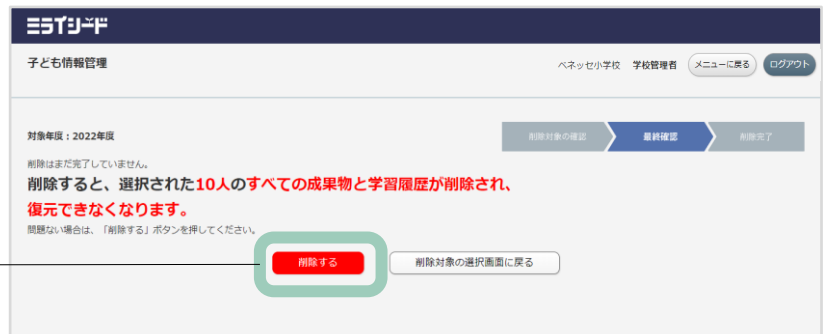 ミライシード
子ども情報管理
ベネッセ小学校 学校管理者 メニューに戻る ログアウト
対象年度:2022年度
削除対象の確認 最終確認 削除完了
削除はまだ完了していません。
削除すると、選択された10人のすべての成果物と学習履歴が削除され、
復元できなくなります。
問題ない場合は、「削除する」ボタンを押してください。
削除する 削除対象の選択画面に戻る